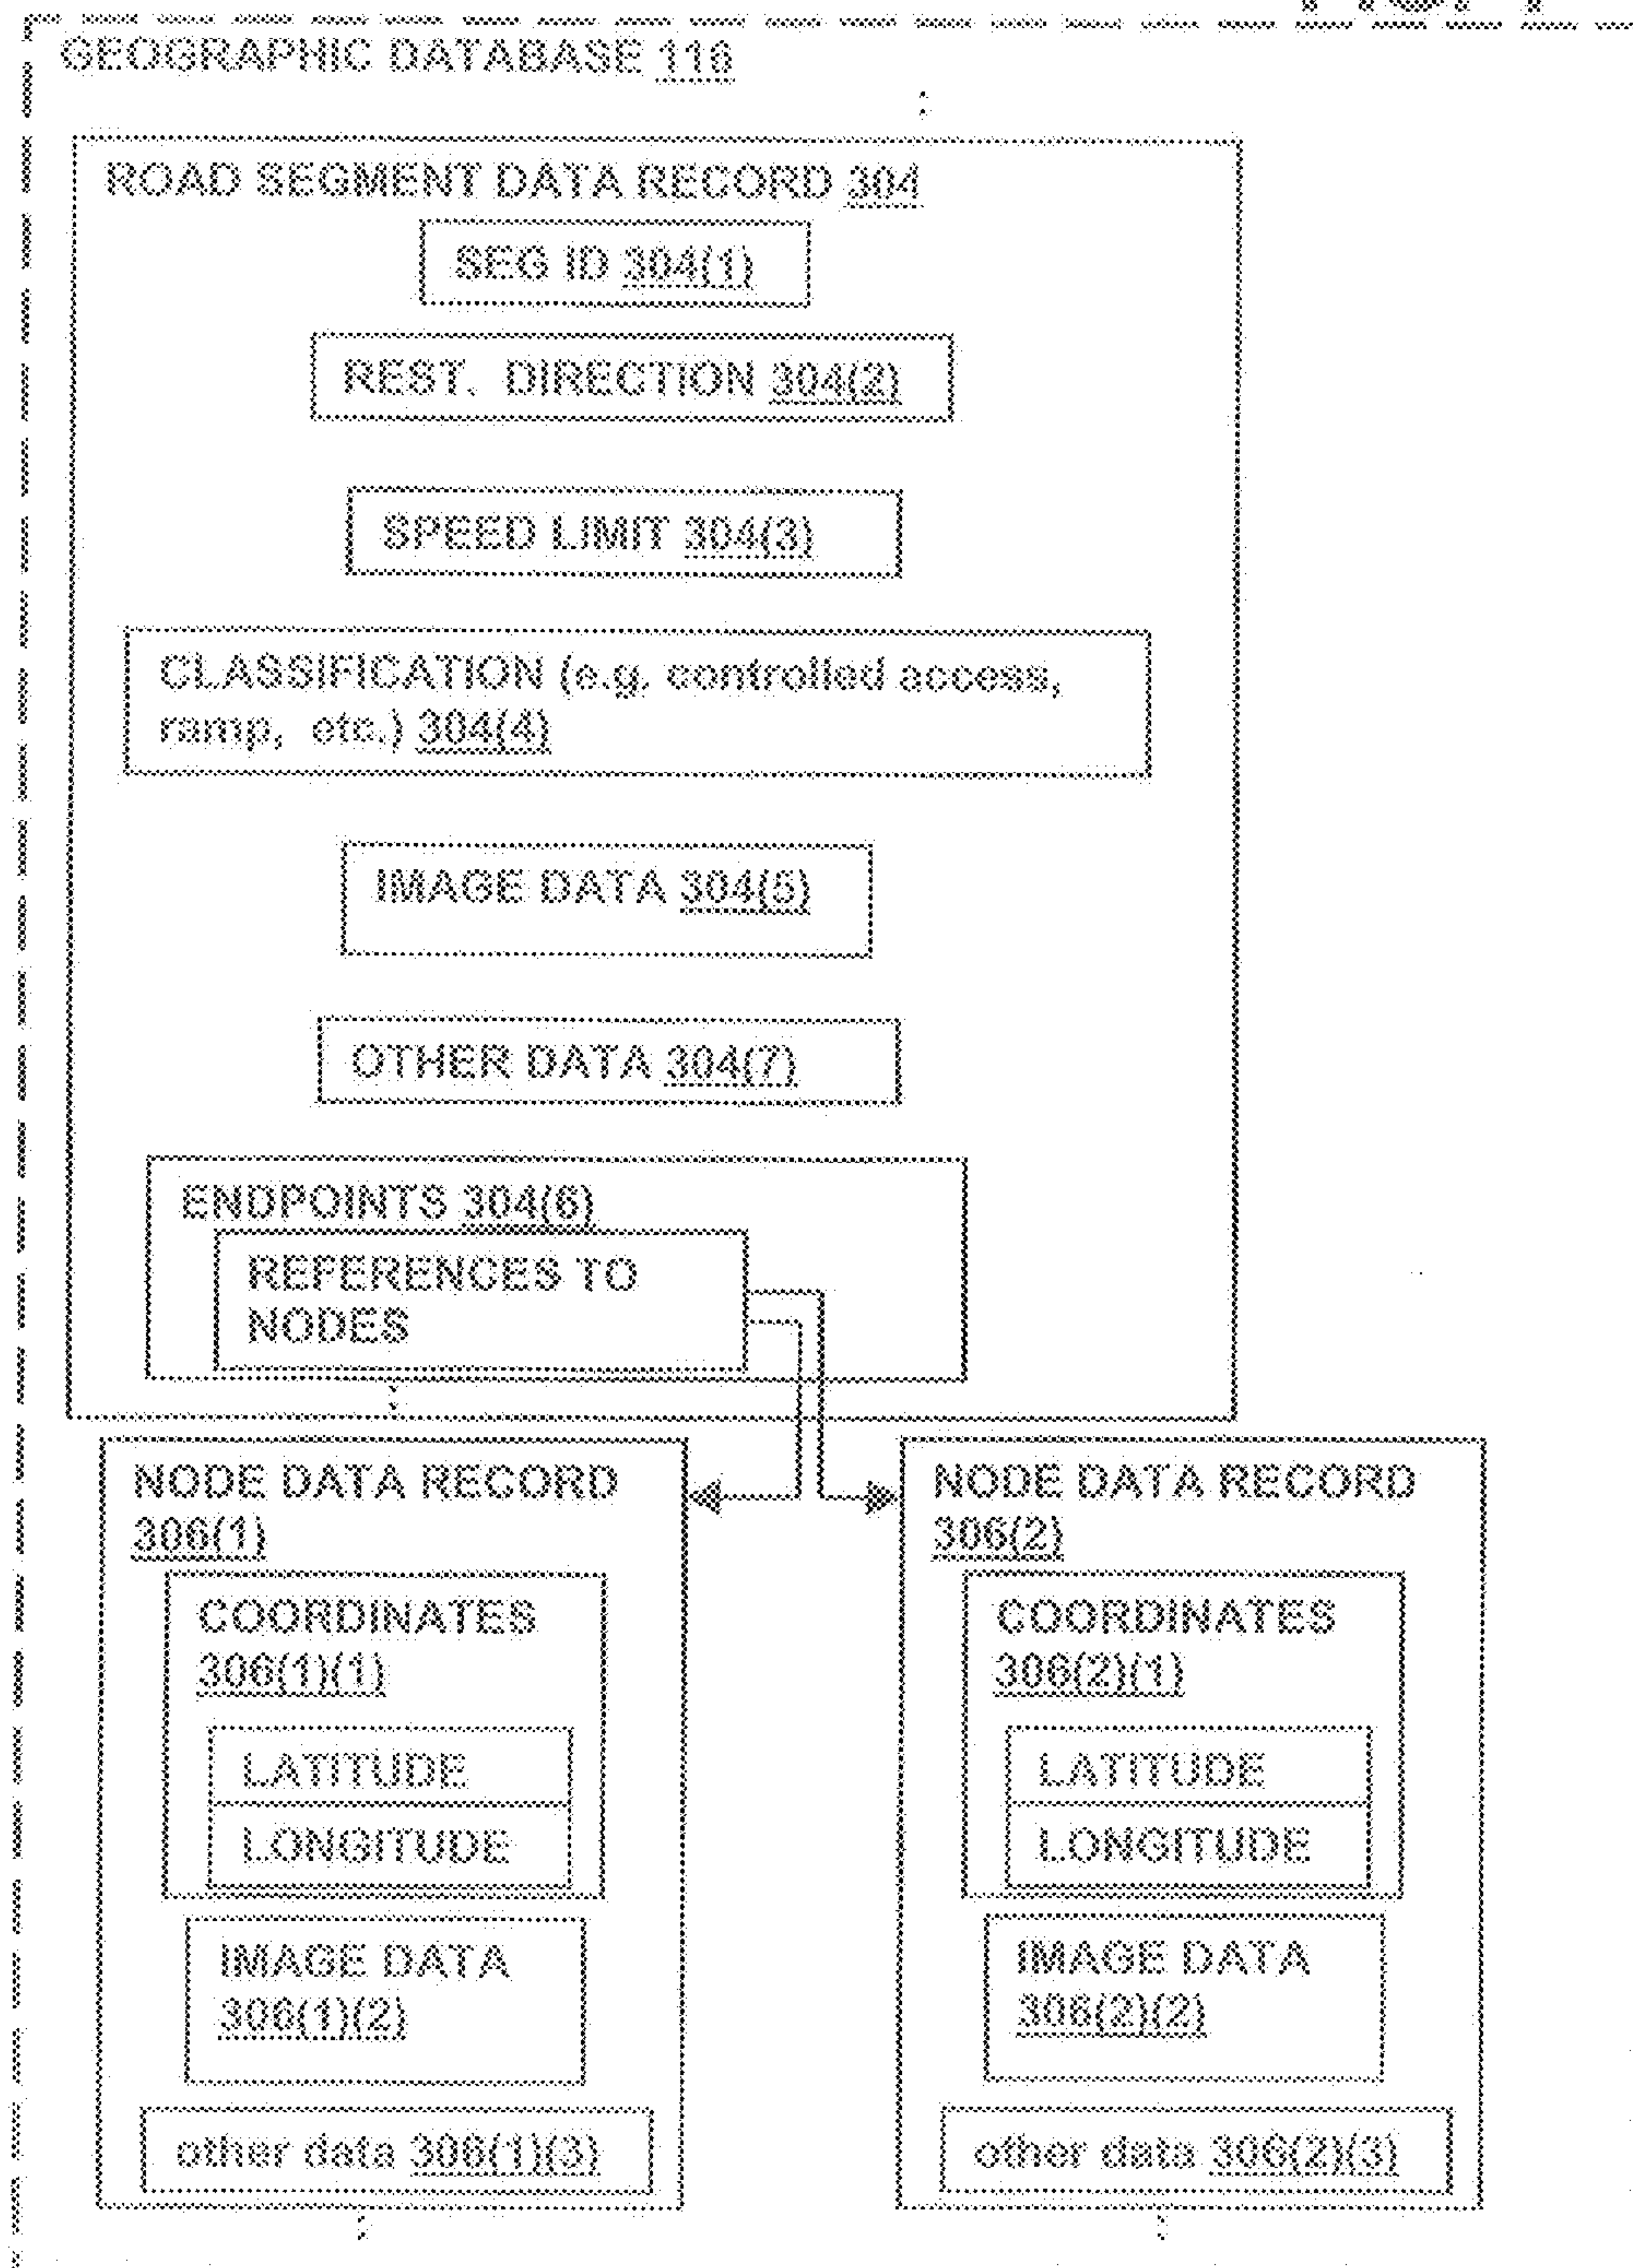 GEOGRAPHIC DATABASE 116
ROAD SEGMENT DATA RECORD 304
SEG ID 304(1)
REST. DIRECTION 304(2)
SPEED LIMIT 304(3)
CLASSIFICATION (e.g. controlled access,
ramp, etc.) 304(4)
IMAGE DATA 304(5)
OTHER DATA 304(7)
ENDPOINTS 304(6)
REFERENCES TO
NODES
NODE DATA RECORD
306(1)
COORDINATES
306(1)(1)
LATITUDE
LONGITUDE
IMAGE DATA
306(1)(2)
other data 306(1)(3)
NODE DATA RECORD
306(2)
COORDINATES
306(2)(1)
LATITUDE
LONGITUDE
IMAGE DATA
306(2)(2)
other data 306(2)(3)